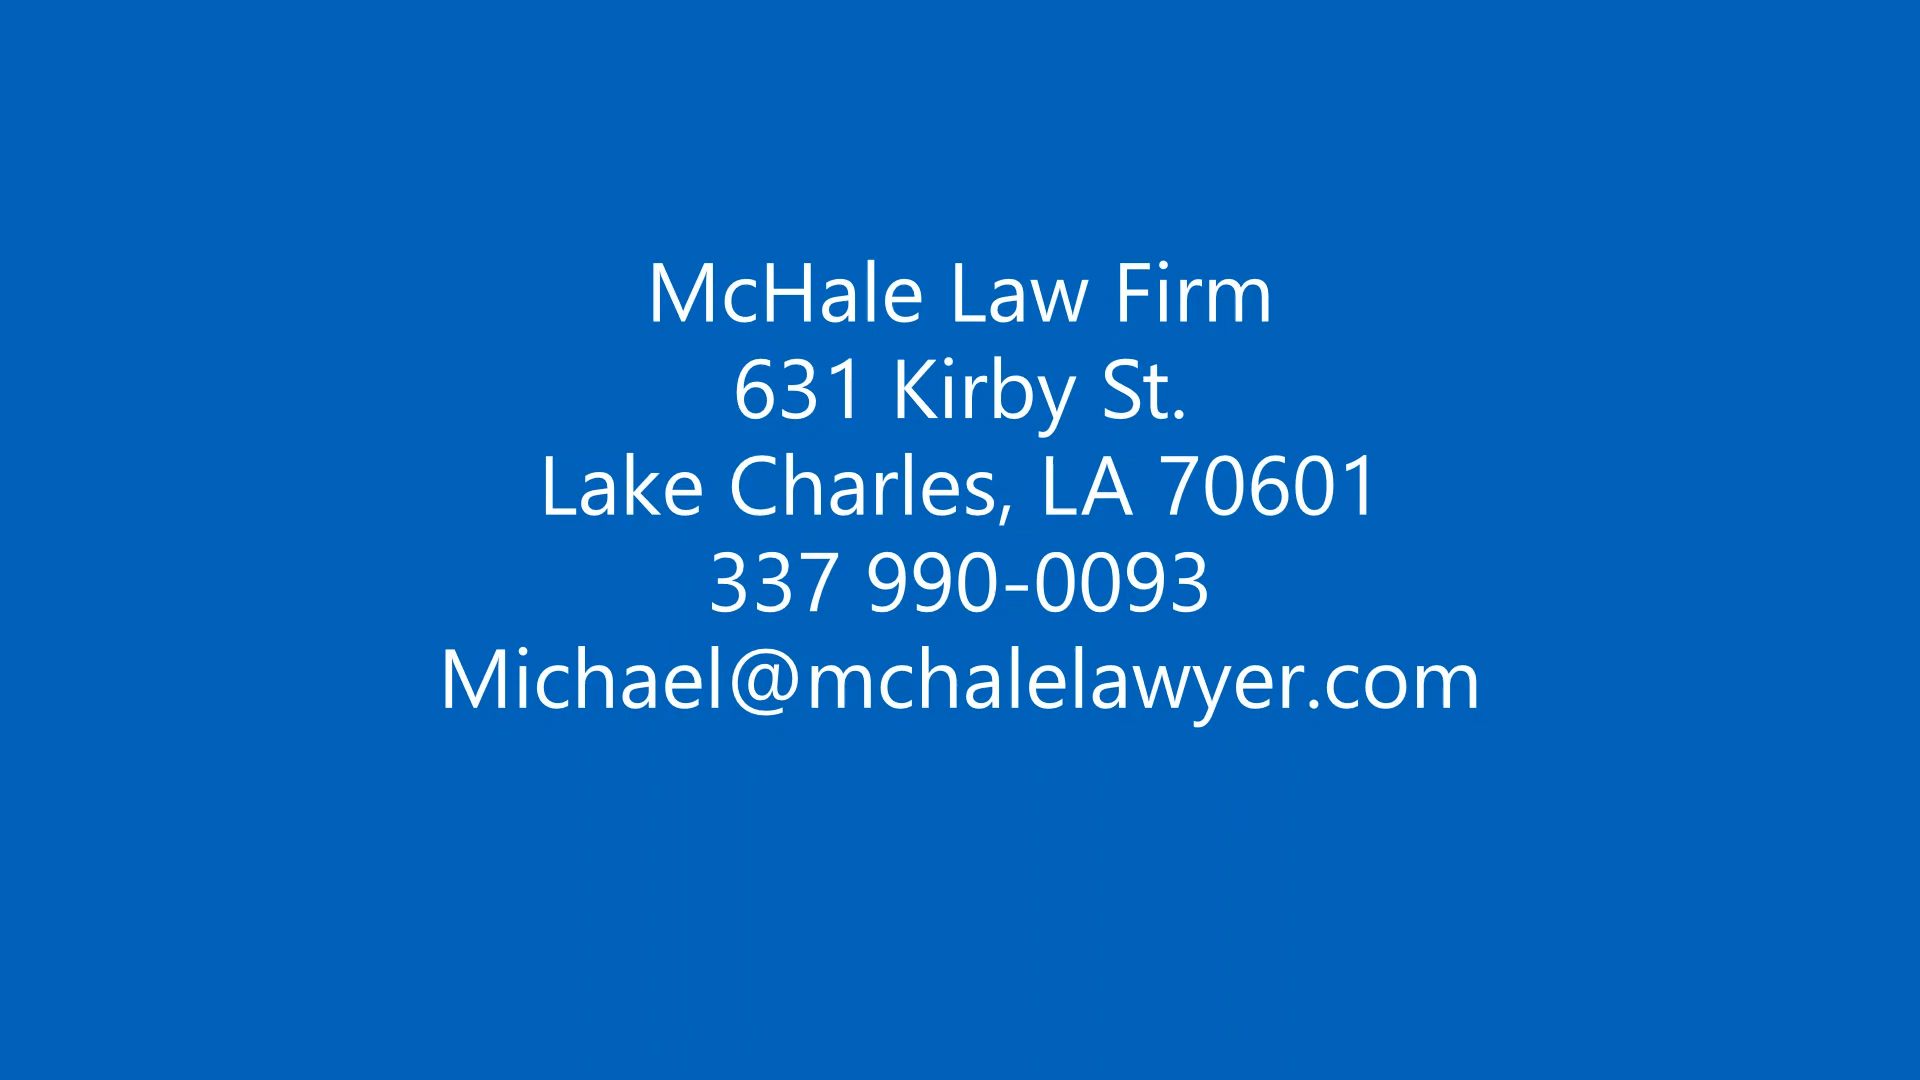 McHale Law Firm
631 Kirby St.
Lake Charles, LA 70601
337 990-0093
Michael@mchalelawyer.com